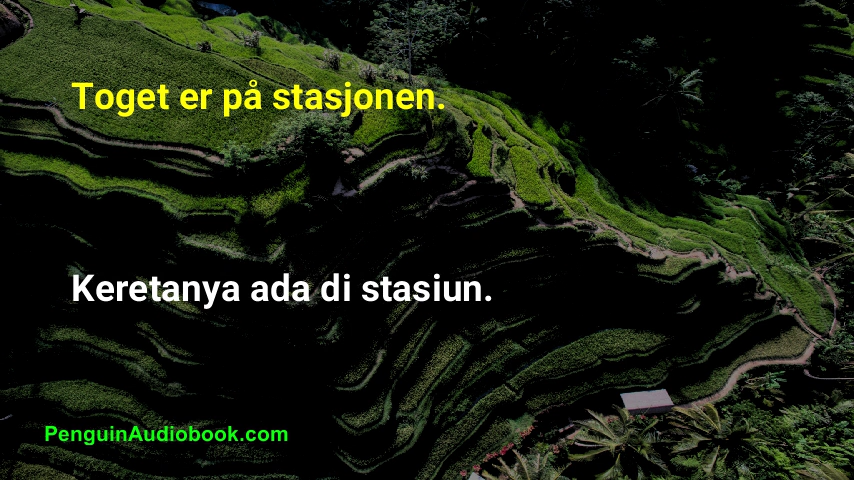 Toget er på stasjonen.
Keretanya ada di stasiun.
PenguinAudiobook.com